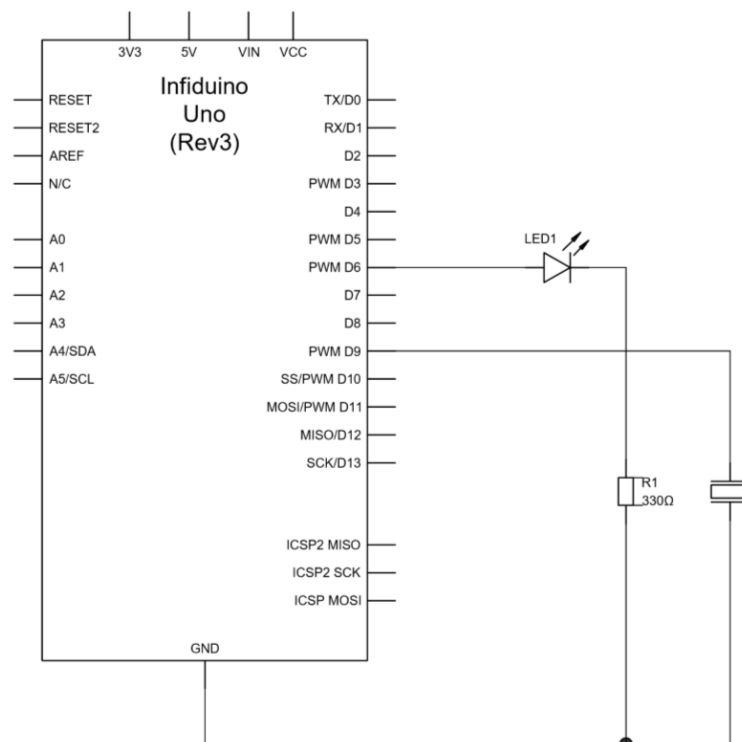 3V3 5V VIN VCC
Infiduino
Uno
(Rev3)
RESET TX/D0
RESET2 RX/D1
AREF D2
N/C PWM D3
D4
A0 PWM D5
LED1
A1 PWM D6
A2 D7
A3 D8
A4/SDA PWM D9
A5/SCL SS/PWM D10
MOSI/PWM D11
MISO/D12
SCK/D13
R1
330Ω
ICSP2 MISO
ICSP2 SCK
ICSP MOSI
GND